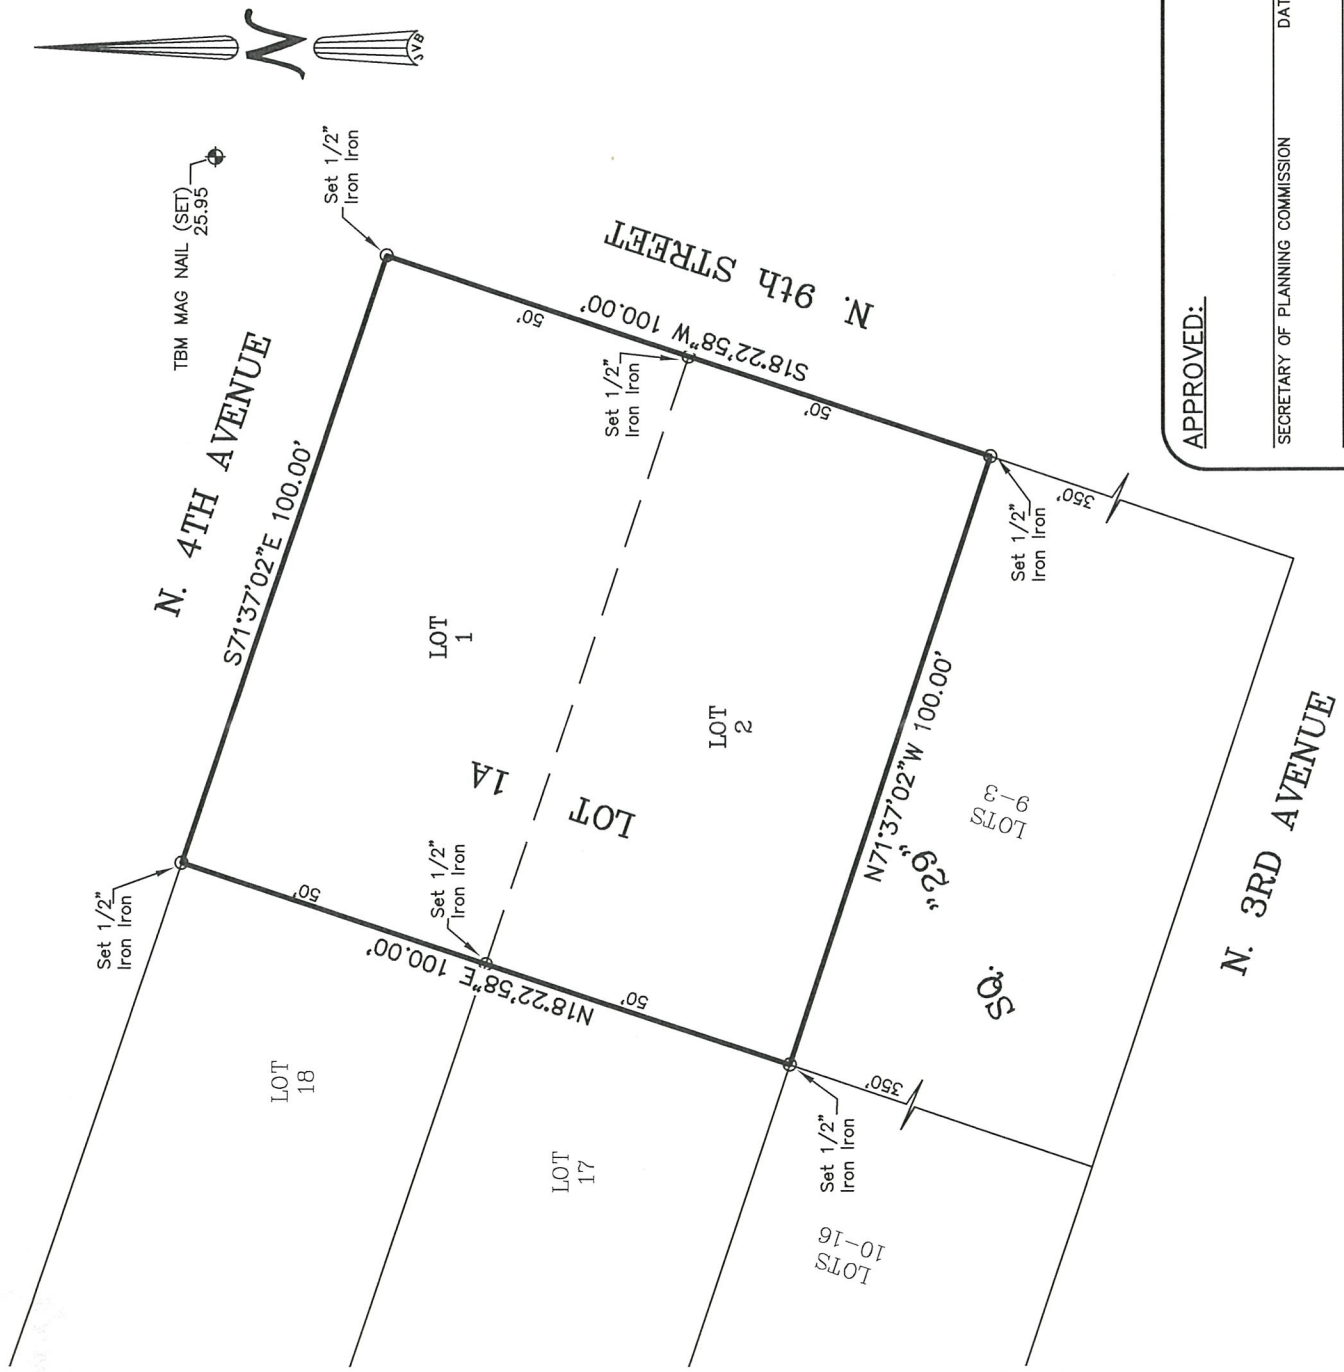 N
JVB
TBM MAG NAIL (SET)
25.95
Set 1/2"
Iron Iron
N. 4TH AVENUE
S71°37'02"E 100.00'
N. 9th STREET
S18°22'58"W 100.00'
50'
50'
Set 1/2"
Iron Iron
Set 1/2"
Iron Iron
LOT
1
LOT
1A
LOT
2
Set 1/2"
Iron Iron
50'
N18°22'58"E 100.00'
50'
Set 1/2"
Iron Iron
LOT
18
LOT
17
N71°37'02"W 100.00'
SQ. "29"
LOTS
9-3
350'
350'
Set 1/2"
Iron Iron
LOTS
10-16
N. 3RD AVENUE
APPROVED:
SECRETARY OF PLANNING COMMISSION
DAT